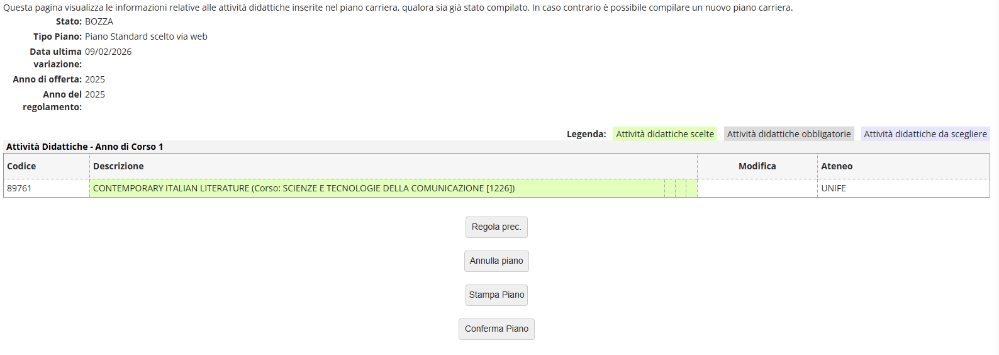 Questa pagina visualizza le informazioni relative alle attività didattiche inserite nel piano carriera, qualora sia già stato compilato. In caso contrario è possibile compilare un nuovo piano carriera.
Stato: BOZZA
Tipo Piano: Piano Standard scelto via web
Data ultima variazione: 09/02/2026
Anno di offerta: 2025
Anno del regolamento: 2025
Legenda: Attività didattiche scelte Attività didattiche obbligatorie Attività didattiche da scegliere
Attività Didattiche - Anno di Corso 1
Codice Descrizione Modifica Ateneo
89761 CONTEMPORARY ITALIAN LITERATURE (Corso: SCIENZE E TECNOLOGIE DELLA COMUNICAZIONE [1226]) UNIFE
Regola prec.
Annulla piano
Stampa Piano
Conferma Piano